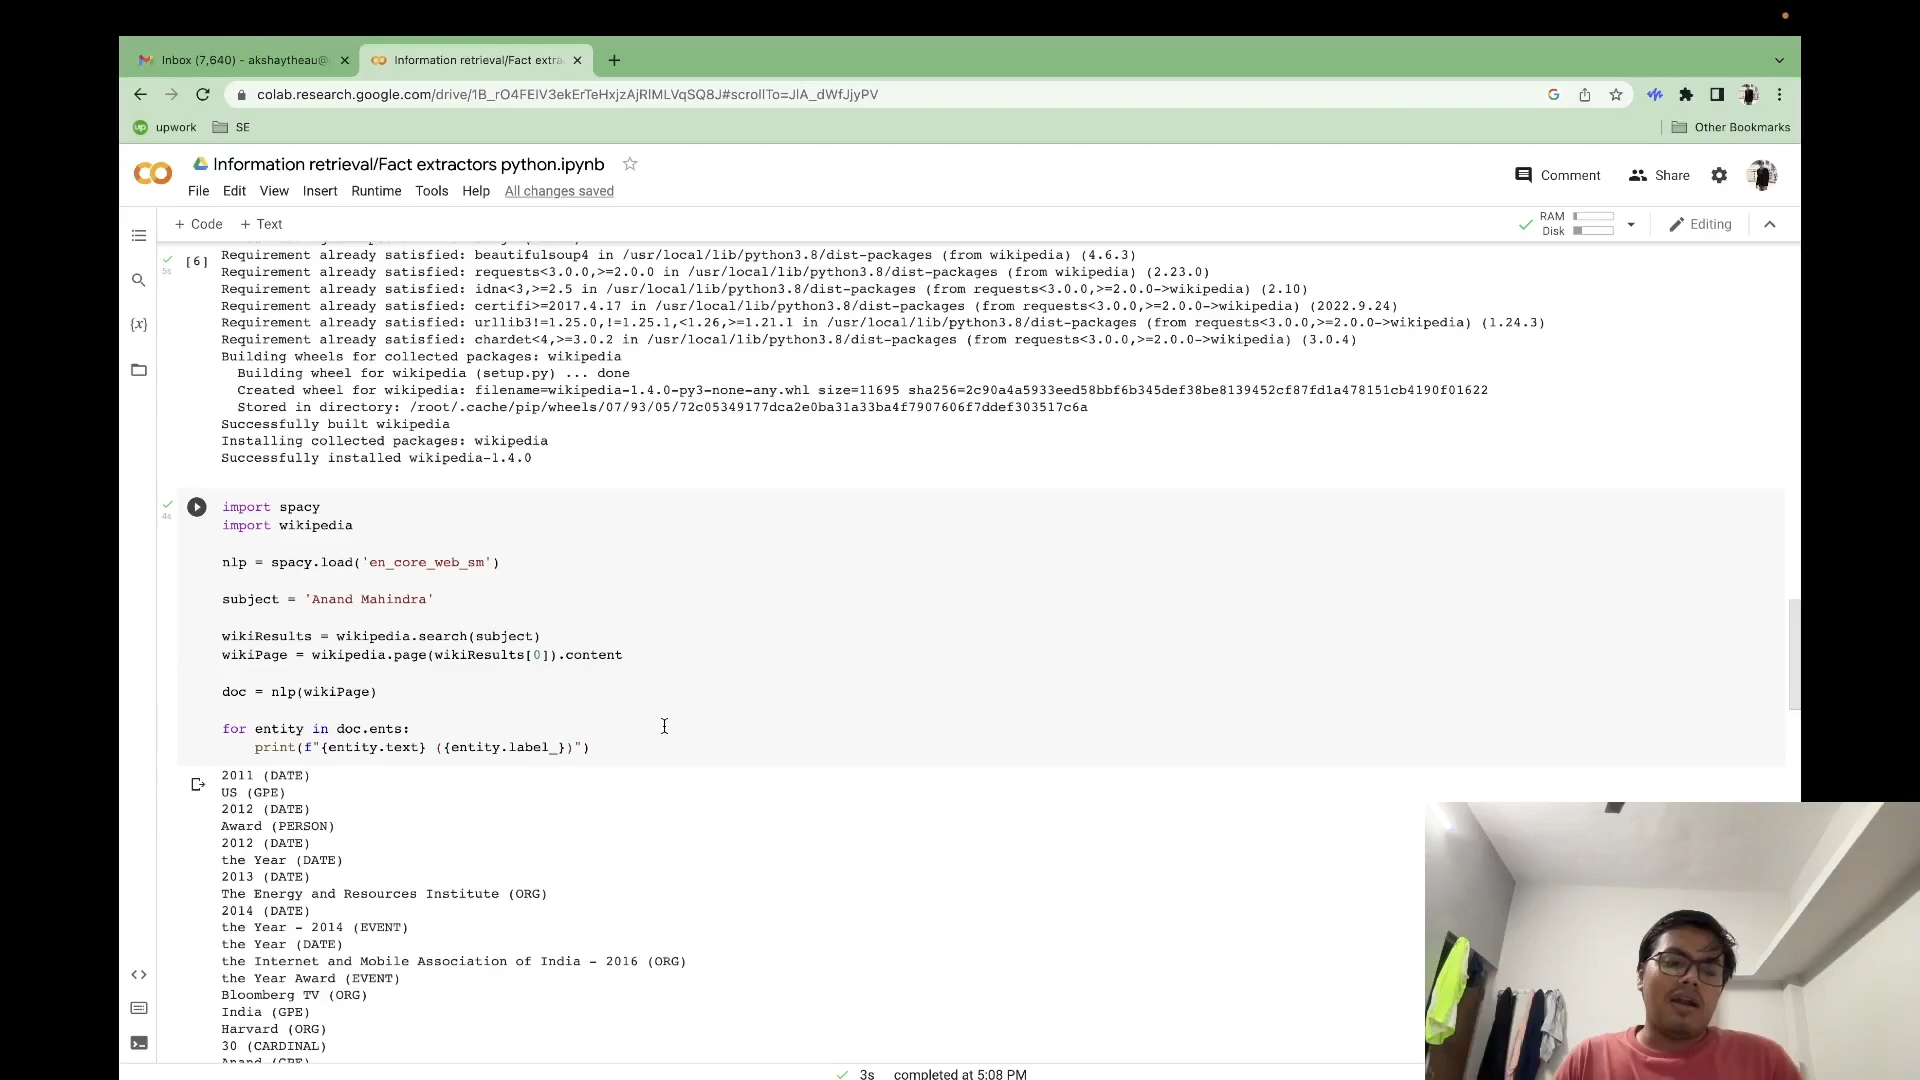 Inbox (7,640) - akshaytheau@
Information retrieval/Fact extra
colab.research.google.com/drive/1B_rO4FEIV3ekErTeHxjzAjRlMLVqSQ8J#scrollTo=JlA_dWfJjyPV
upwork
SE
Other Bookmarks
Information retrieval/Fact extractors python.ipynb
Comment
Share
File Edit View Insert Runtime Tools Help All changes saved
+ Code + Text
RAM
Disk
Editing
[6]
5s
Requirement already satisfied: beautifulsoup4 in /usr/local/lib/python3.8/dist-packages (from wikipedia) (4.6.3)
Requirement already satisfied: requests<3.0.0,>=2.0.0 in /usr/local/lib/python3.8/dist-packages (from wikipedia) (2.23.0)
Requirement already satisfied: idna<3,>=2.5 in /usr/local/lib/python3.8/dist-packages (from requests<3.0.0,>=2.0.0->wikipedia) (2.10)
Requirement already satisfied: certifi>=2017.4.17 in /usr/local/lib/python3.8/dist-packages (from requests<3.0.0,>=2.0.0->wikipedia) (2022.9.24)
Requirement already satisfied: urllib3!=1.25.0,!=1.25.1,<1.26,>=1.21.1 in /usr/local/lib/python3.8/dist-packages (from requests<3.0.0,>=2.0.0->wikipedia) (1.24.3)
Requirement already satisfied: chardet<4,>=3.0.2 in /usr/local/lib/python3.8/dist-packages (from requests<3.0.0,>=2.0.0->wikipedia) (3.0.4)
Building wheels for collected packages: wikipedia
Building wheel for wikipedia (setup.py) ... done
Created wheel for wikipedia: filename=wikipedia-1.4.0-py3-none-any.whl size=11695 sha256=2c90a4a5933eed58bbf6b345def38be8139452cf87fd1a478151cb4190f01622
Stored in directory: /root/.cache/pip/wheels/07/93/05/72c05349177dca2e0ba31a33ba4f7907606f7ddef303517c6a
Successfully built wikipedia
Installing collected packages: wikipedia
Successfully installed wikipedia-1.4.0
4s
import spacy
import wikipedia
nlp = spacy.load('en_core_web_sm')
subject = 'Anand Mahindra'
wikiResults = wikipedia.search(subject)
wikiPage = wikipedia.page(wikiResults[0]).content
doc = nlp(wikiPage)
for entity in doc.ents:
print(f"{entity.text} ({entity.label_})")
2011 (DATE)
US (GPE)
2012 (DATE)
Award (PERSON)
2012 (DATE)
the Year (DATE)
2013 (DATE)
The Energy and Resources Institute (ORG)
2014 (DATE)
the Year - 2014 (EVENT)
the Year (DATE)
the Internet and Mobile Association of India - 2016 (ORG)
the Year Award (EVENT)
Bloomberg TV (ORG)
India (GPE)
Harvard (ORG)
30 (CARDINAL)
Anand (GPE)
3s completed at 5:08 PM